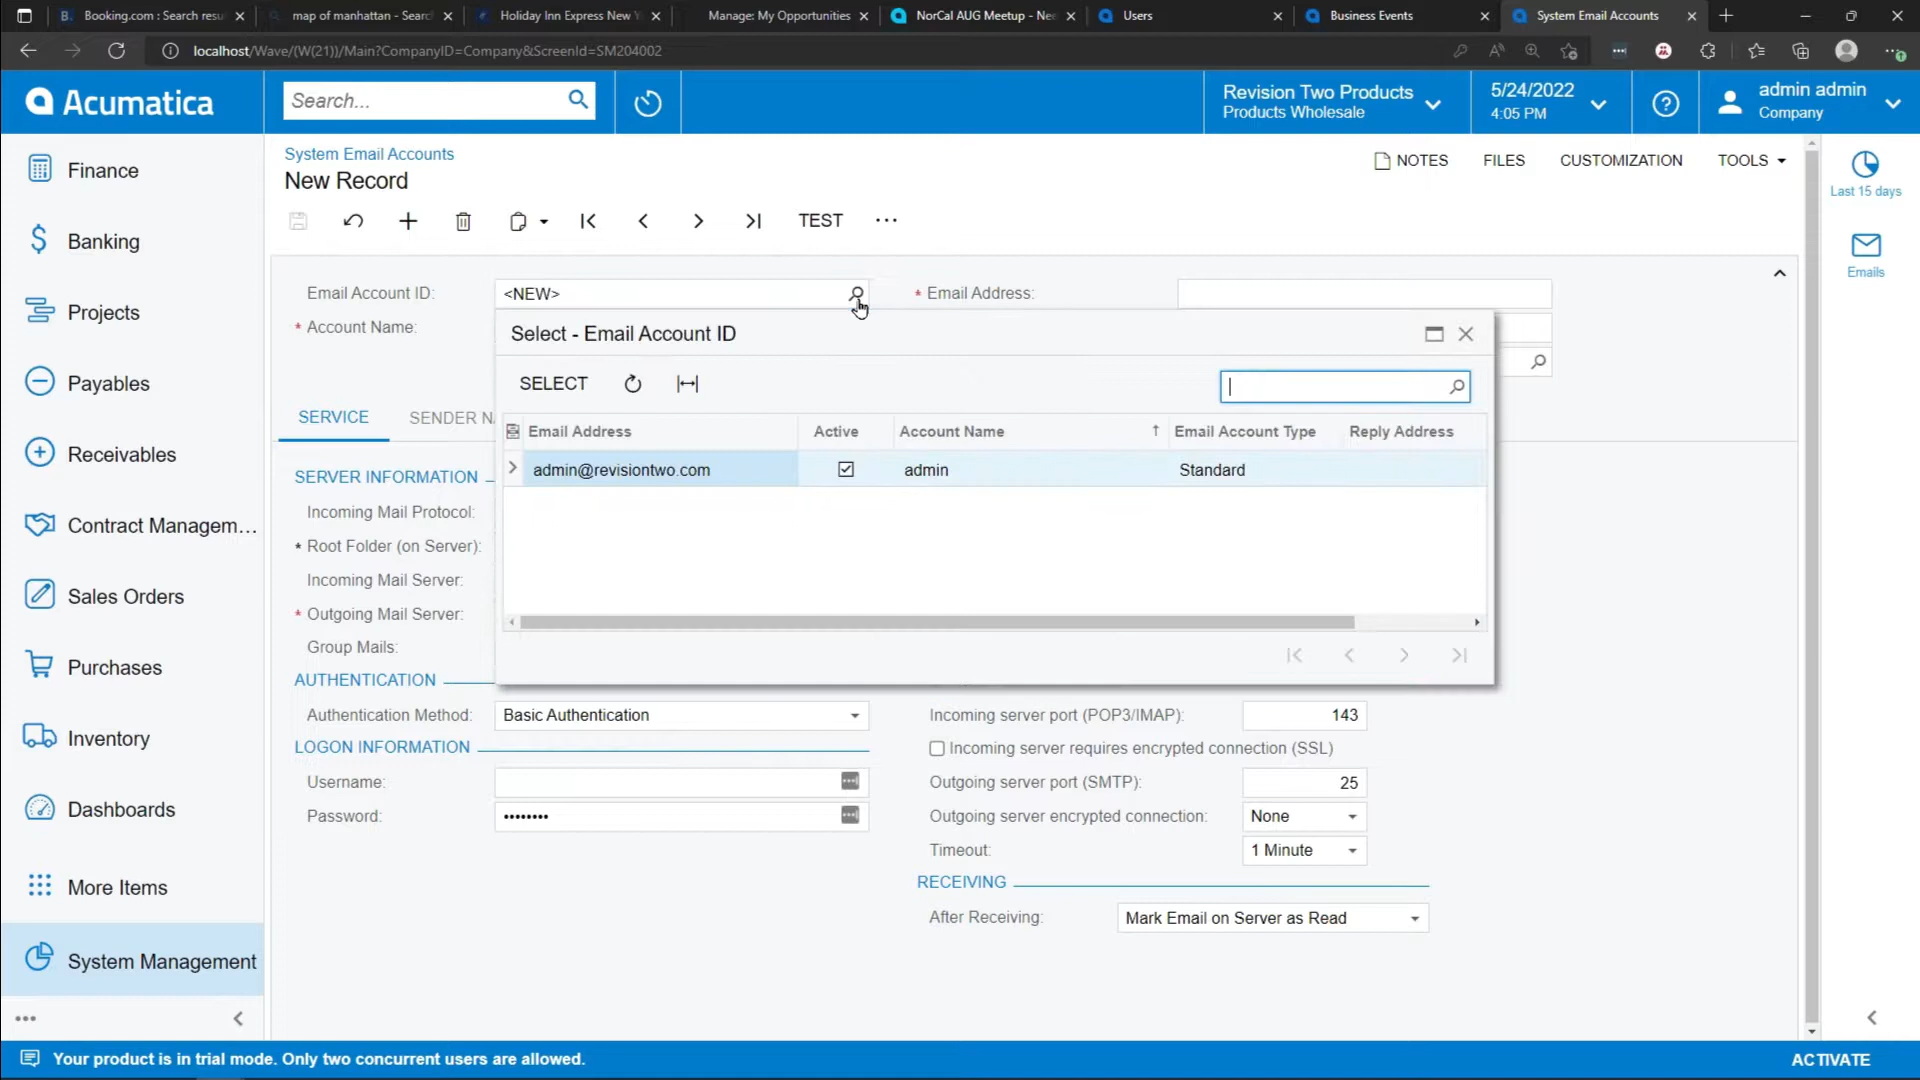 Booking.com : Search resu
map of manhattan - Searc
Holiday Inn Express New Y
Manage: My Opportunities
NorCal AUG Meetup - Ne
Users
Business Events
System Email Accounts
localhost/Wave/(W(21))/Main?CompanyID=Company&ScreenId=SM204002
Acumatica
Search...
Revision Two Products
Products Wholesale
5/24/2022
4:05 PM
admin admin
Company
Finance
Banking
Projects
Payables
Receivables
Contract Managem...
Sales Orders
Purchases
Inventory
Dashboards
More Items
System Management
System Email Accounts
New Record
NOTES
FILES
CUSTOMIZATION
TOOLS
TEST
Last 15 days
Emails
Email Account ID:
<NEW>
* Email Address:
* Account Name:
Select - Email Account ID
SELECT
SERVICE
SENDER N
Email Address
Active
Account Name
Email Account Type
Reply Address
admin@revisiontwo.com
admin
Standard
SERVER INFORMATION
Incoming Mail Protocol:
* Root Folder (on Server):
Incoming Mail Server:
* Outgoing Mail Server:
Group Mails:
AUTHENTICATION
Authentication Method:
Basic Authentication
LOGON INFORMATION
Username:
Password:
••••••••
Incoming server port (POP3/IMAP):
143
Incoming server requires encrypted connection (SSL)
Outgoing server port (SMTP):
25
Outgoing server encrypted connection:
None
Timeout:
1 Minute
RECEIVING
After Receiving:
Mark Email on Server as Read
Your product is in trial mode. Only two concurrent users are allowed.
ACTIVATE